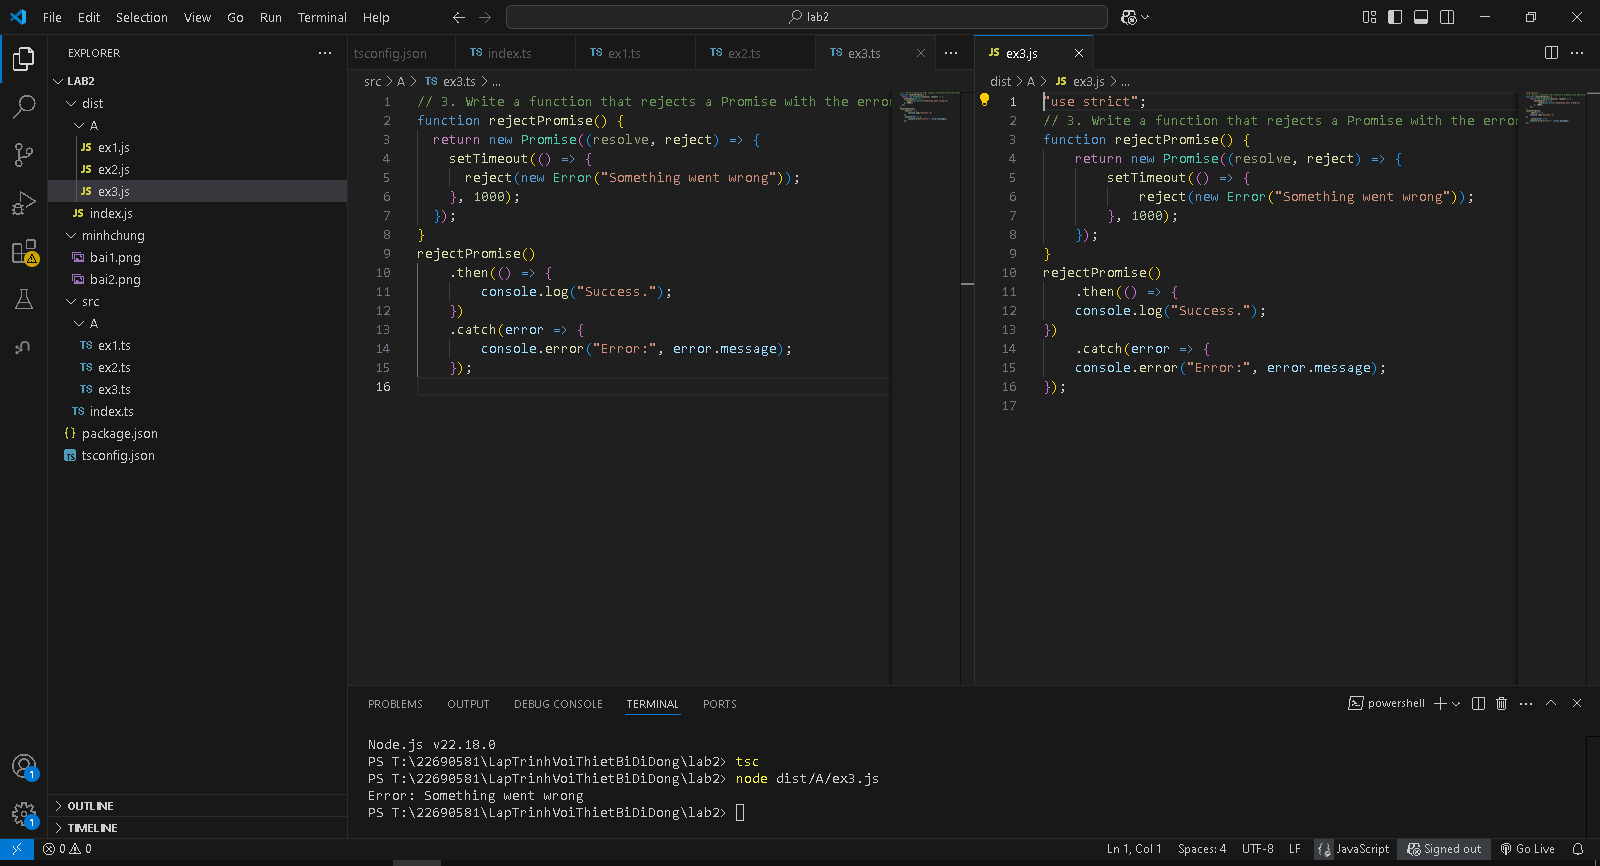 File Edit Selection View Go Run Terminal Help
lab2
EXPLORER
LAB2
dist
A
JS ex1.js
JS ex2.js
JS ex3.js
JS index.js
minhchung
bai1.png
bai2.png
src
A
TS ex1.ts
TS ex2.ts
TS ex3.ts
TS index.ts
{} package.json
TS tsconfig.json
OUTLINE
TIMELINE
tsconfig.json TS index.ts TS ex1.ts TS ex2.ts TS ex3.ts
src > A > TS ex3.ts > ...
1 // 3. Write a function that rejects a Promise with the erro
2 function rejectPromise() {
3 return new Promise((resolve, reject) => {
4 setTimeout(() => {
5 reject(new Error("Something went wrong"));
6 }, 1000);
7 });
8 }
9 rejectPromise()
10 .then(() => {
11 console.log("Success.");
12 })
13 .catch(error => {
14 console.error("Error:", error.message);
15 });
16
JS ex3.js
dist > A > JS ex3.js > ...
1 "use strict";
2 // 3. Write a function that rejects a Promise with the erro
3 function rejectPromise() {
4 return new Promise((resolve, reject) => {
5 setTimeout(() => {
6 reject(new Error("Something went wrong"));
7 }, 1000);
8 });
9 }
10 rejectPromise()
11 .then(() => {
12 console.log("Success.");
13 })
14 .catch(error => {
15 console.error("Error:", error.message);
16 });
17
PROBLEMS OUTPUT DEBUG CONSOLE TERMINAL PORTS
powershell
Node.js v22.18.0
PS T:\22690581\LapTrinhVoiThietBiDiDong\lab2> tsc
PS T:\22690581\LapTrinhVoiThietBiDiDong\lab2> node dist/A/ex3.js
Error: Something went wrong
PS T:\22690581\LapTrinhVoiThietBiDiDong\lab2>
1
1
0 0
Ln 1, Col 1 Spaces: 4 UTF-8 LF JavaScript Signed out Go Live